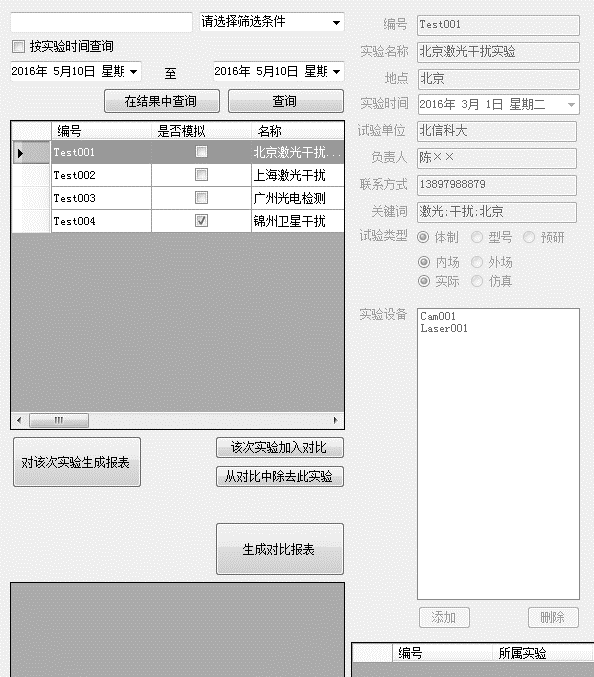 请选择筛选条件
按实验时间查询
2016年 5月10日 星期 至 2016年 5月10日 星期
在结果中查询 查询
编号 是否模拟 名称
Test001 北京激光干扰...
Test002 上海激光干扰
Test003 广州光电检测
Test004 锦州卫星干扰
对该次实验生成报表
该次实验加入对比
从对比中除去此实验
生成对比报表
编号 Test001
实验名称 北京激光干扰实验
地点 北京
实验时间 2016年 3月 1日 星期二
试验单位 北信科大
负责人 陈××
联系方式 13897988879
关键词 激光;干扰;北京
试验类型 体制 型号 预研
内场 外场
实际 仿真
实验设备 Cam001
Laser001
添加 删除
编号 所属实验